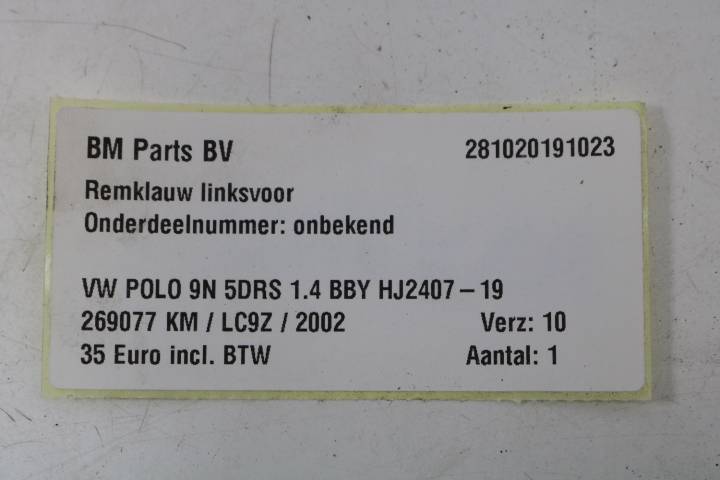 BM Parts BV 281020191023
Remklauw linksvoor
Onderdeelnummer: onbekend
VW POLO 9N 5DRS 1.4 BBY HJ2407-19
269077 KM / LC9Z / 2002 Verz: 10
35 Euro incl. BTW Aantal: 1